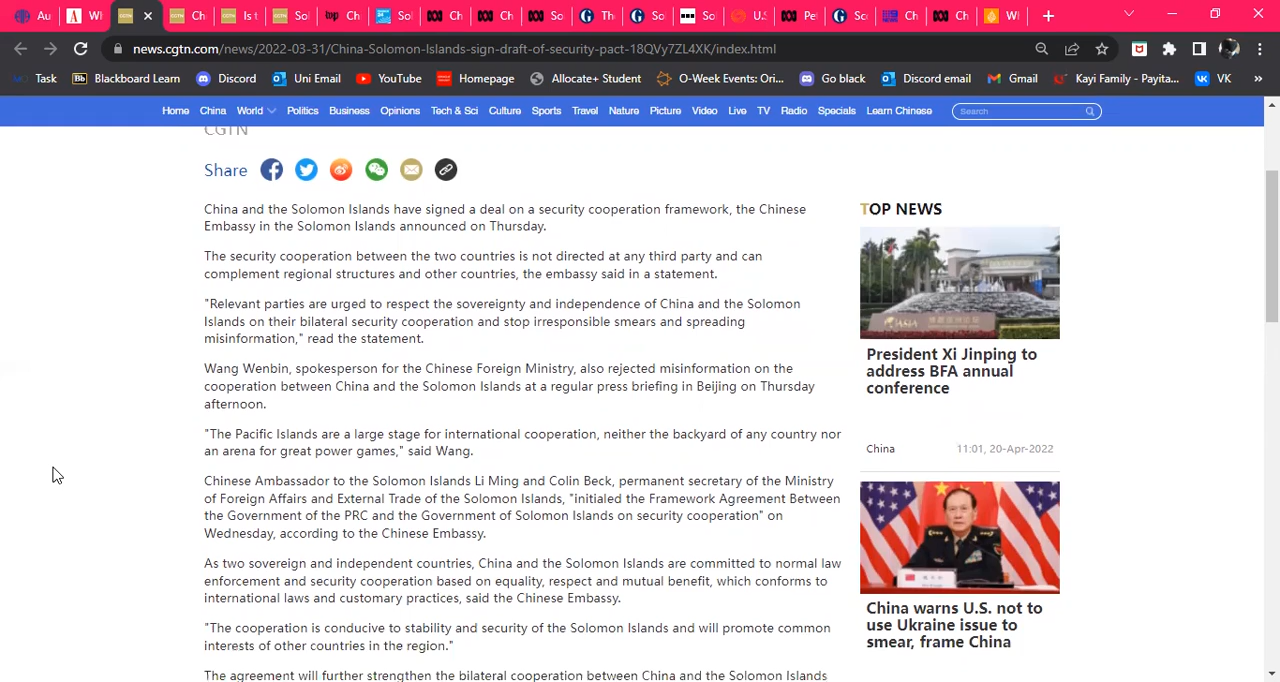 Au
Wl
Ch
Is t
Sol
Ch
Sol
Ch
Ch
So
Th
So
Sol
U.S
Pel
Sc
Ch
Ch
WI
news.cgtn.com/news/2022-03-31/China-Solomon-Islands-sign-draft-of-security-pact-18QVy7ZL4XK/index.html
Task Blackboard Learn Discord Uni Email YouTube Homepage Allocate+ Student O-Week Events: Ori... Go black Discord email Gmail Kayi Family - Payita... VK »
Home China World Politics Business Opinions Tech & Sci Culture Sports Travel Nature Picture Video Live TV Radio Specials Learn Chinese Search
CGTN
Share
China and the Solomon Islands have signed a deal on a security cooperation framework, the Chinese
Embassy in the Solomon Islands announced on Thursday.
The security cooperation between the two countries is not directed at any third party and can
complement regional structures and other countries, the embassy said in a statement.
"Relevant parties are urged to respect the sovereignty and independence of China and the Solomon
Islands on their bilateral security cooperation and stop irresponsible smears and spreading
misinformation," read the statement.
Wang Wenbin, spokesperson for the Chinese Foreign Ministry, also rejected misinformation on the
cooperation between China and the Solomon Islands at a regular press briefing in Beijing on Thursday
afternoon.
"The Pacific Islands are a large stage for international cooperation, neither the backyard of any country nor
an arena for great power games," said Wang.
Chinese Ambassador to the Solomon Islands Li Ming and Colin Beck, permanent secretary of the Ministry
of Foreign Affairs and External Trade of the Solomon Islands, "initialed the Framework Agreement Between
the Government of the PRC and the Government of Solomon Islands on security cooperation" on
Wednesday, according to the Chinese Embassy.
As two sovereign and independent countries, China and the Solomon Islands are committed to normal law
enforcement and security cooperation based on equality, respect and mutual benefit, which conforms to
international laws and customary practices, said the Chinese Embassy.
"The cooperation is conducive to stability and security of the Solomon Islands and will promote common
interests of other countries in the region."
The agreement will further strengthen the bilateral cooperation between China and the Solomon Islands
TOP NEWS
President Xi Jinping to
address BFA annual
conference
China 11:01, 20-Apr-2022
China warns U.S. not to
use Ukraine issue to
smear, frame China